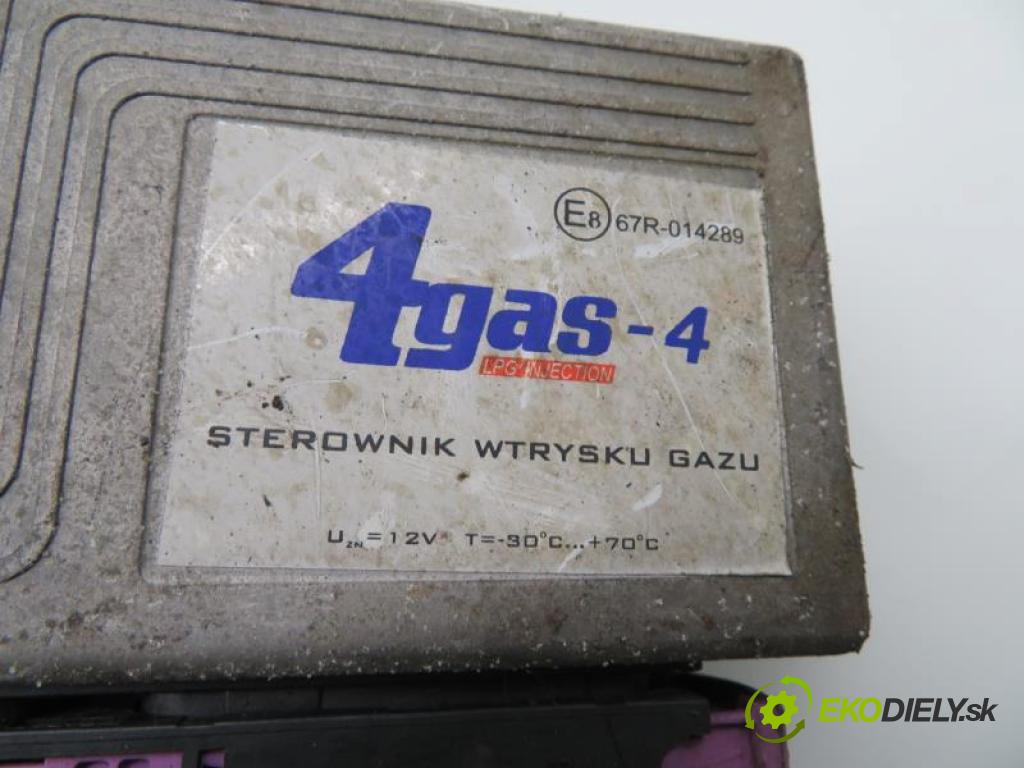 E8 67R-014289
4gas-4
LPG/INJECTION
STEROWNIK WTRYSKU GAZU
UZN=12V T=-30°C...+70°C
EKODIELY.sk